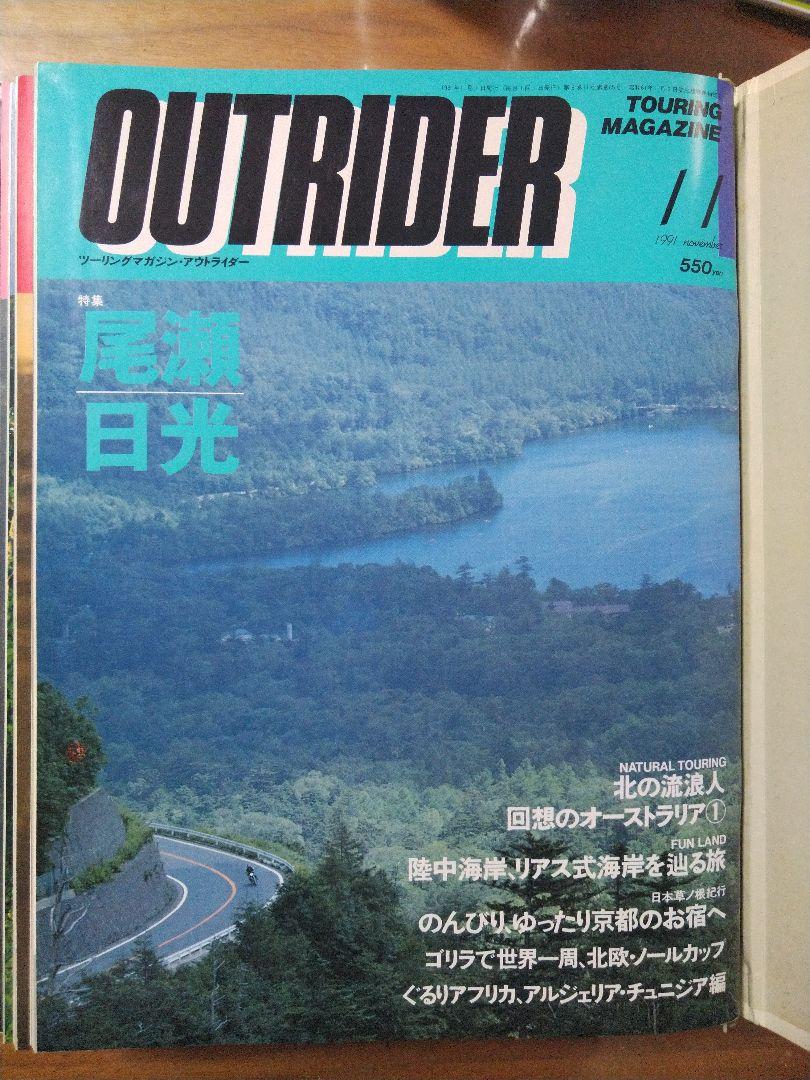 OUTRIDER
TOURING
MAGAZINE
11
1991 november
550yen
ツーリングマガジン・アウトライダー
特集
尾瀬
日光
NATURAL TOURING
北の流浪人
回想のオーストラリア①
FUN LAND
陸中海岸、リアス式海岸を辿る旅
日本草ノ根紀行
のんびり、ゆったり京都のお宿へ
ゴリラで世界一周、北欧・ノールカップ
ぐるりアフリカ、アルジェリア・チュニジア編